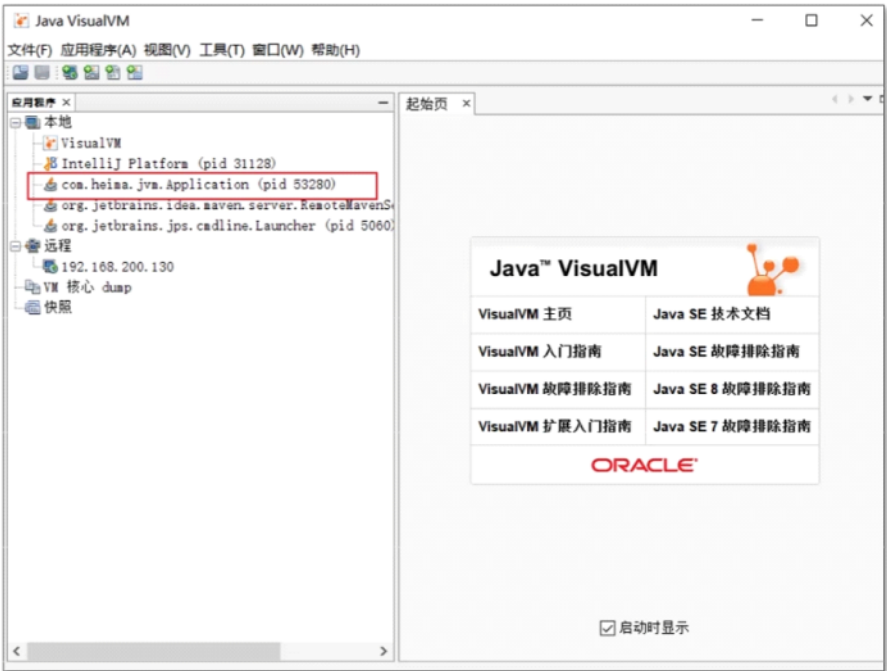 Java VisualVM
文件(F) 应用程序(A) 视图(V) 工具(T) 窗口(W) 帮助(H)
应用程序
起始页
本地
VisualVM
IntelliJ Platform (pid 31128)
com.heima.jvm.Application (pid 53280)
org.jetbrains.idea.maven.server.RemoteMavenSe
org.jetbrains.jps.cmdline.Launcher (pid 5060)
远程
192.168.200.130
VM 核心 dump
快照
Java™ VisualVM
VisualVM 主页
Java SE 技术文档
VisualVM 入门指南
Java SE 故障排除指南
VisualVM 故障排除指南
Java SE 8 故障排除指南
VisualVM 扩展入门指南
Java SE 7 故障排除指南
ORACLE
启动时显示